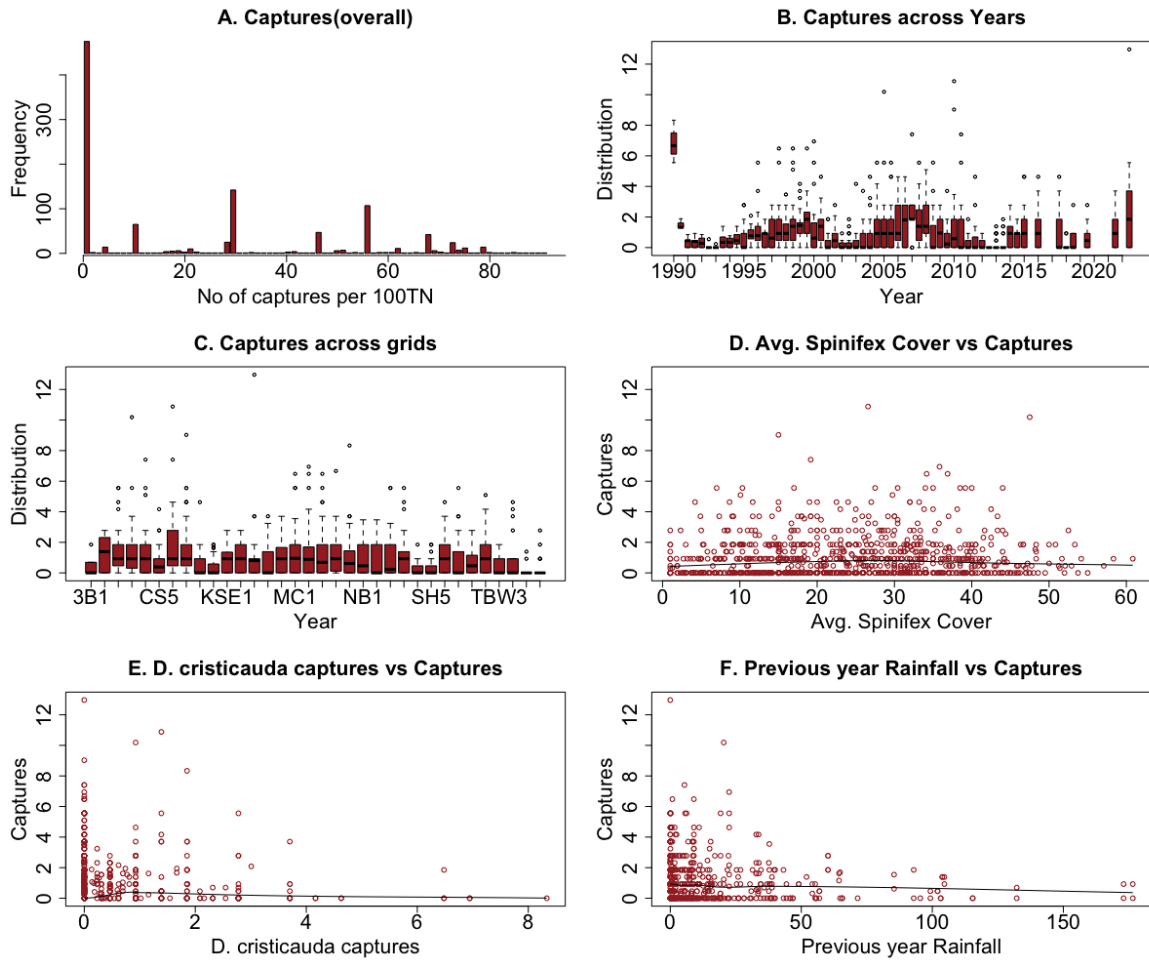 A. Captures(overall)
Frequency
0 100 300
0 20 40 60 80
No of captures per 100TN
B. Captures across Years
Distribution
0 2 4 6 8 12
1990 1995 2000 2005 2010 2015 2020
Year
C. Captures across grids
Distribution
0 2 4 6 8 12
3B1 CS5 KSE1 MC1 NB1 SH5 TBW3
Year
D. Avg. Spinifex Cover vs Captures
Captures
0 2 4 6 8 12
0 10 20 30 40 50 60
Avg. Spinifex Cover
E. D. cristicauda captures vs Captures
Captures
0 2 4 6 8 12
0 2 4 6 8
D. cristicauda captures
F. Previous year Rainfall vs Captures
Captures
0 2 4 6 8 12
0 50 100 150
Previous year Rainfall